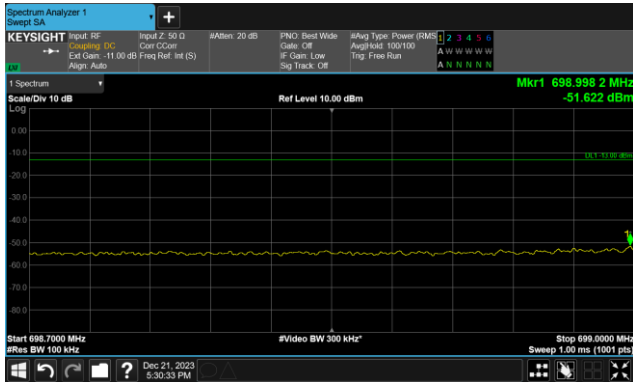 Spectrum Analyzer 1
Swept SA
KEYSIGHT
Input: RF
Coupling: DC
Ext Gain: -11.00 dB
Align: Auto
Input Z: 50 Ω
Corr CCorr
Freq Ref: Int (S)
#Atten: 20 dB
PNO: Best Wide
Gate: Off
IF Gain: Low
Sig Track: Off
#Avg Type: Power (RMS
Avg|Hold: 100/100
Trig: Free Run
1 2 3 4 5 6
A W W W W W
A N N N N N
1 Spectrum
Scale/Div 10 dB
Ref Level 10.00 dBm
Mkr1 698.998 2 MHz
-51.622 dBm
Log
0.00
-10.0
DL1 -13.00 dBm
-20.0
-30.0
-40.0
-50.0
-60.0
-70.0
-80.0
Start 698.7000 MHz
#Video BW 300 kHz*
Stop 699.0000 MHz
#Res BW 100 kHz
Sweep 1.00 ms (1001 pts)
Dec 21, 2023
5:30:33 PM